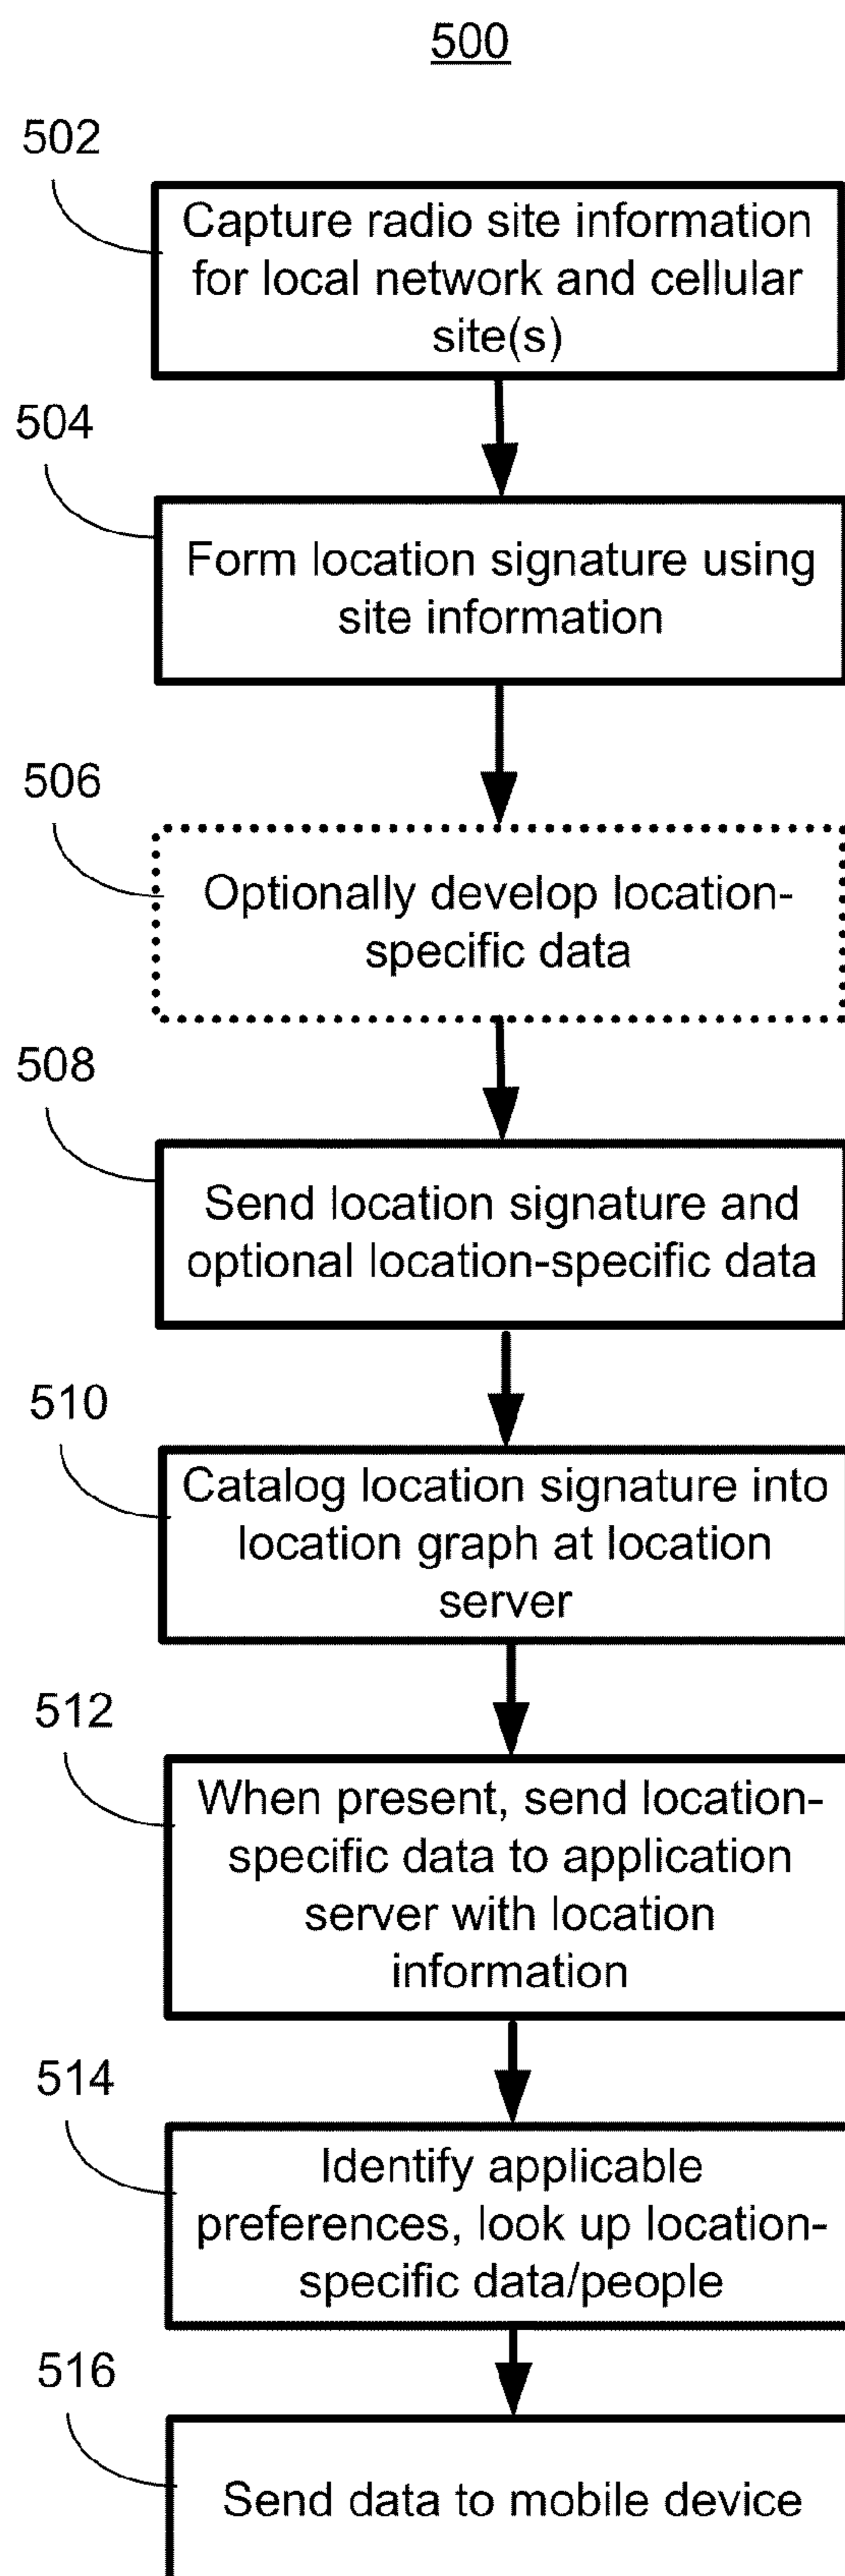 500
502
Capture radio site information
for local network and cellular
site(s)
504
Form location signature using
site information
506
Optionally develop location-
specific data
508
Send location signature and
optional location-specific data
510
Catalog location signature into
location graph at location
server
512
When present, send location-
specific data to application
server with location
information
514
Identify applicable
preferences, look up location-
specific data/people
516
Send data to mobile device